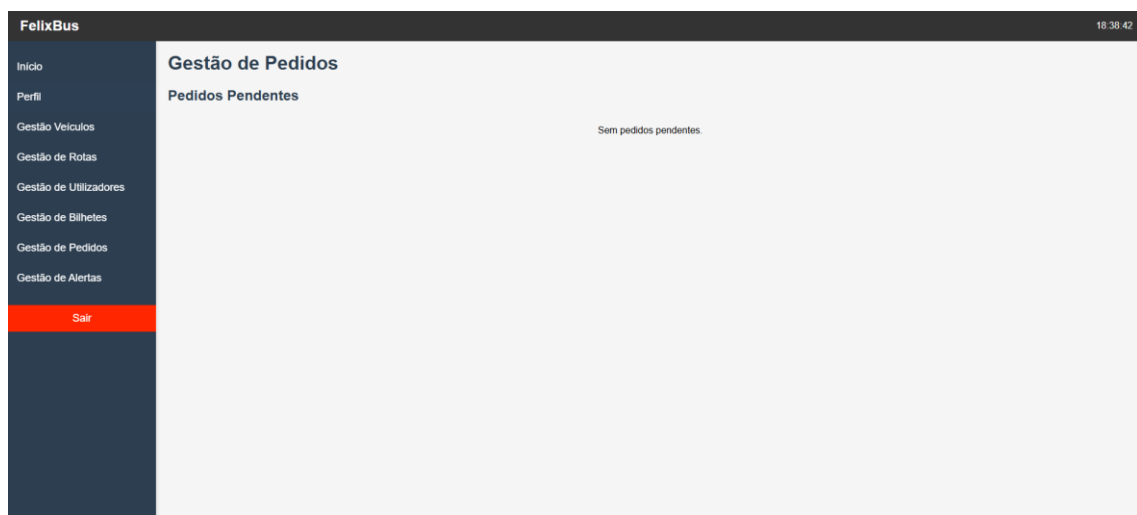 FelixBus
18:38:42
Início
Perfil
Gestão Veículos
Gestão de Rotas
Gestão de Utilizadores
Gestão de Bilhetes
Gestão de Pedidos
Gestão de Alertas
Sair
Gestão de Pedidos
Pedidos Pendentes
Sem pedidos pendentes.